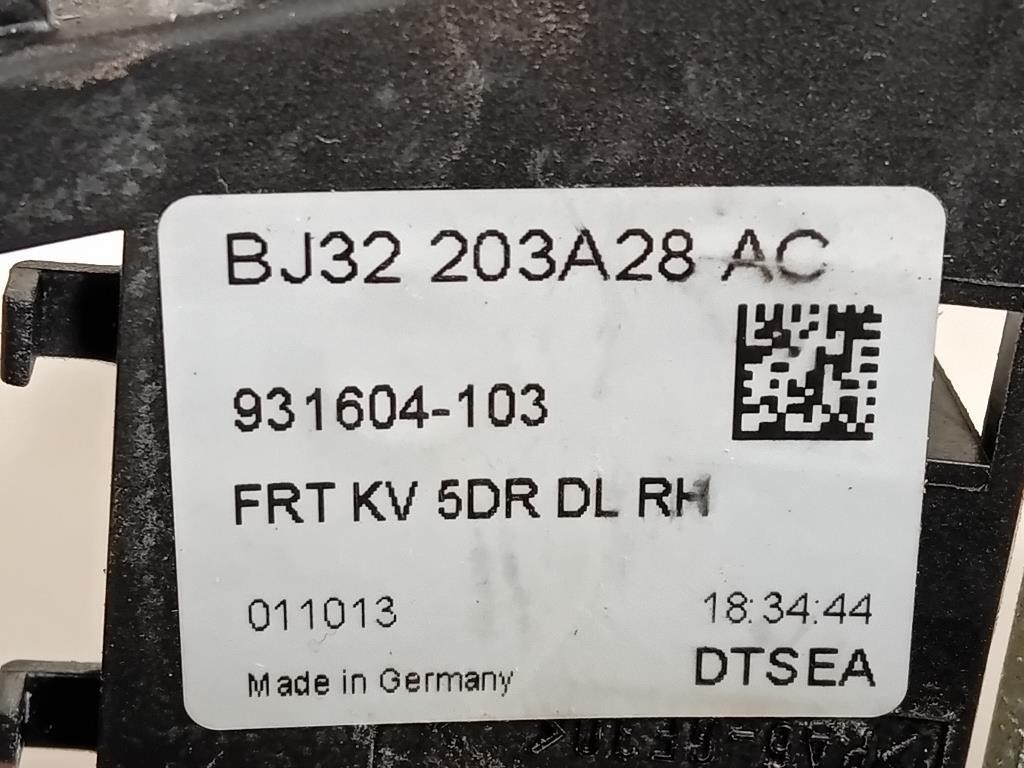 BJ32 203A28 AC
931604-103
FRT KV 5DR DL RH
011013 18:34:44
Made in Germany DTSEA